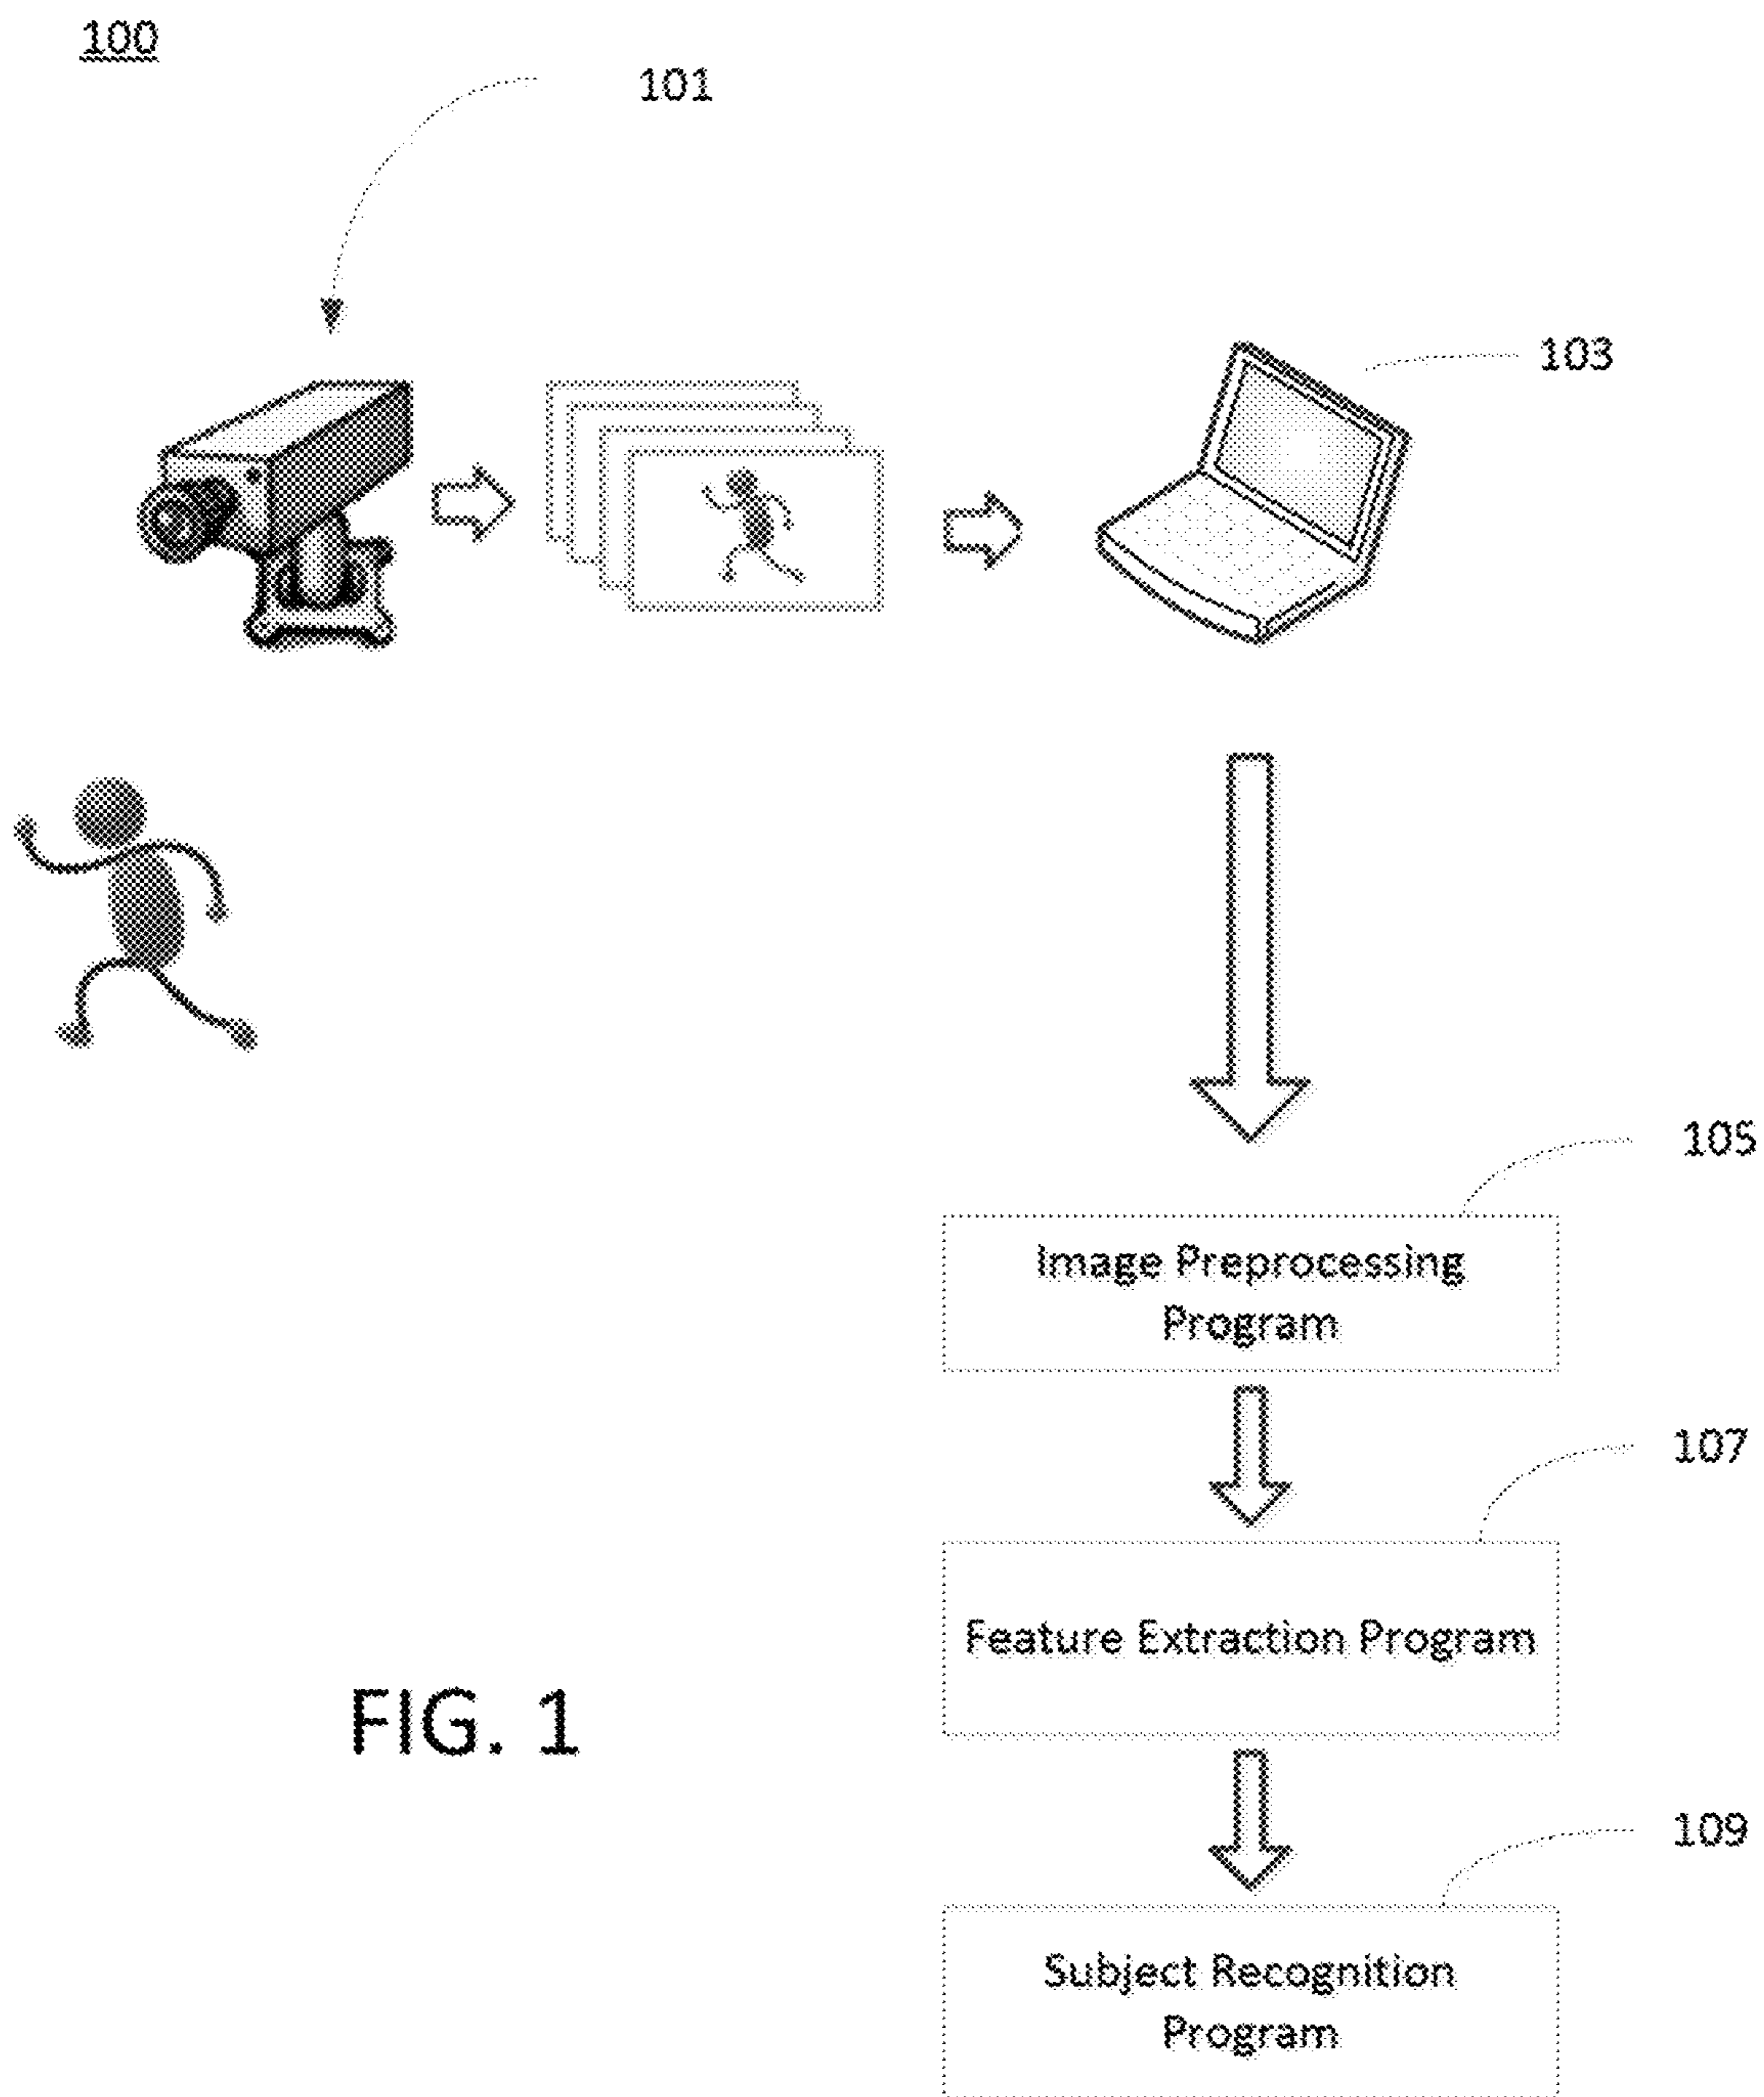 100
101
103
105
Image Preprocessing
Program
107
Feature Extraction Program
109
Subject Recognition
Program
FIG. 1